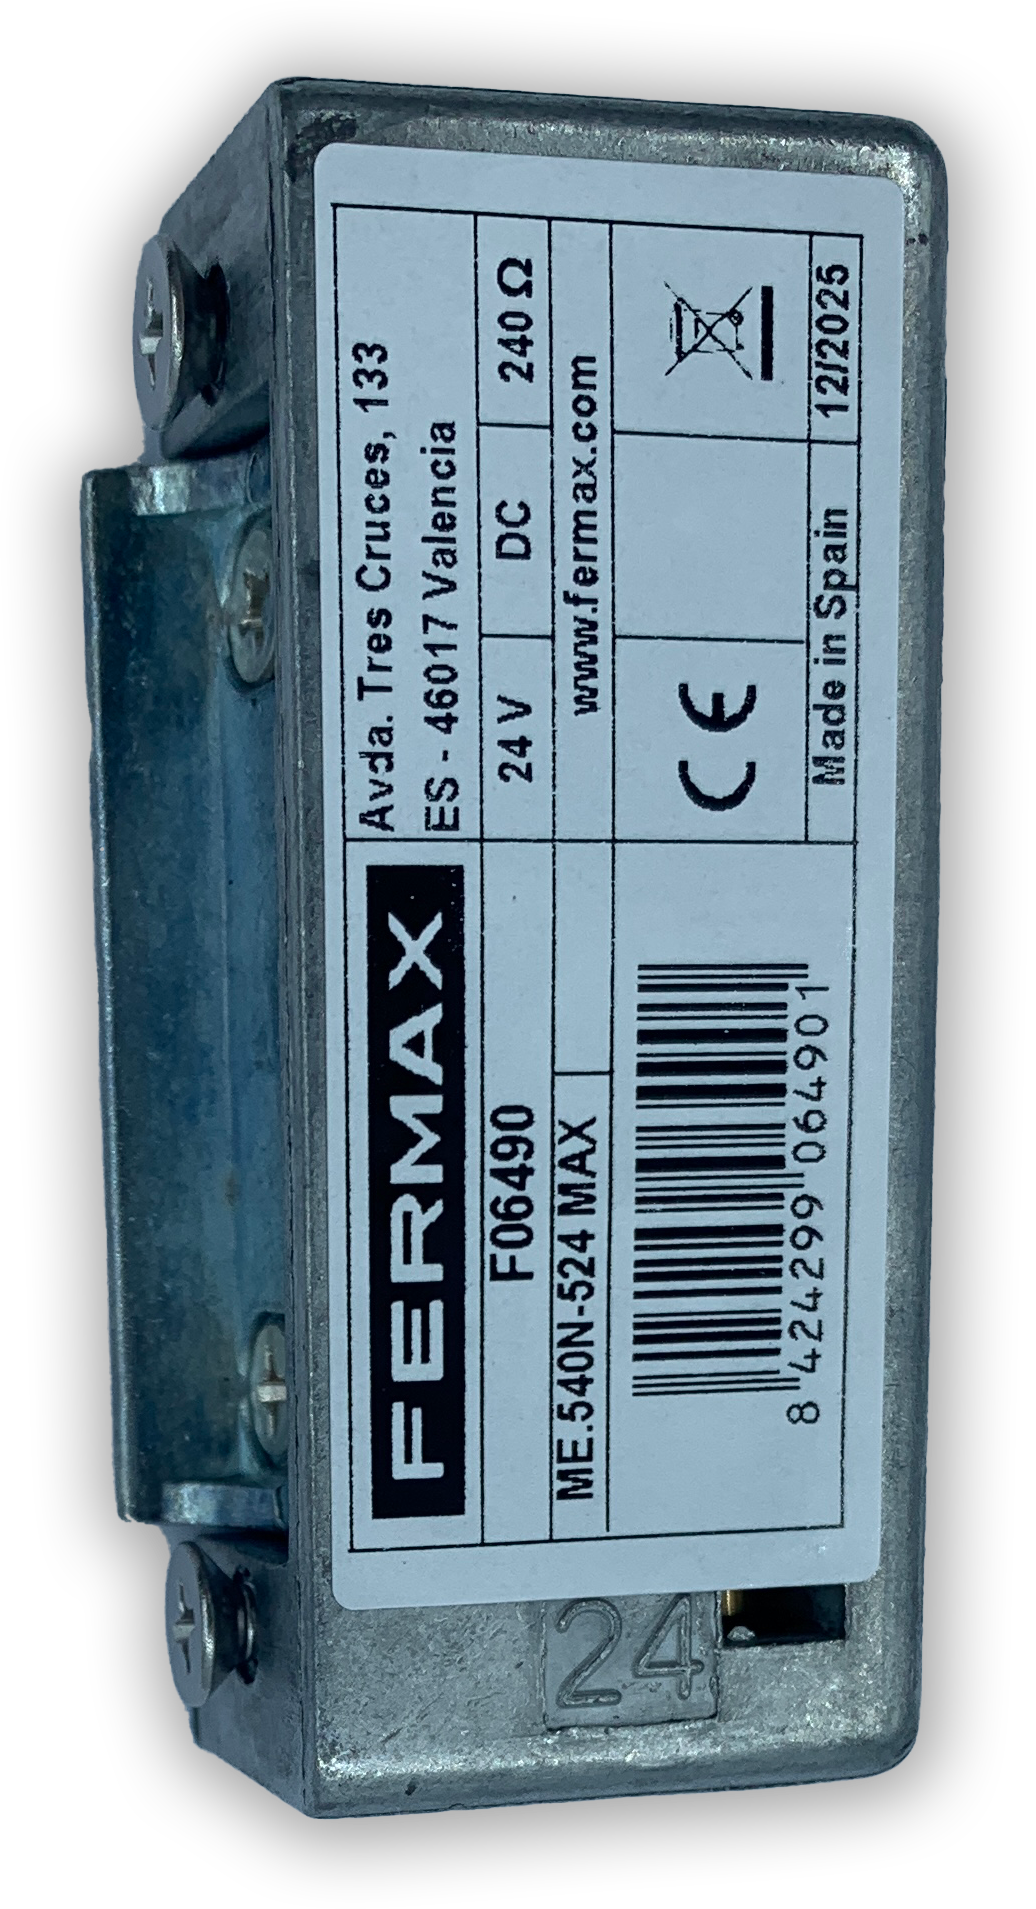 FERMAX
Avda. Tres Cruces, 133
ES - 46017 Valencia
F06490
24 V
DC
240 Ω
ME.540N-524 MAX
www.fermax.com
CE
8 424299 064901
Made in Spain
12/2025
24